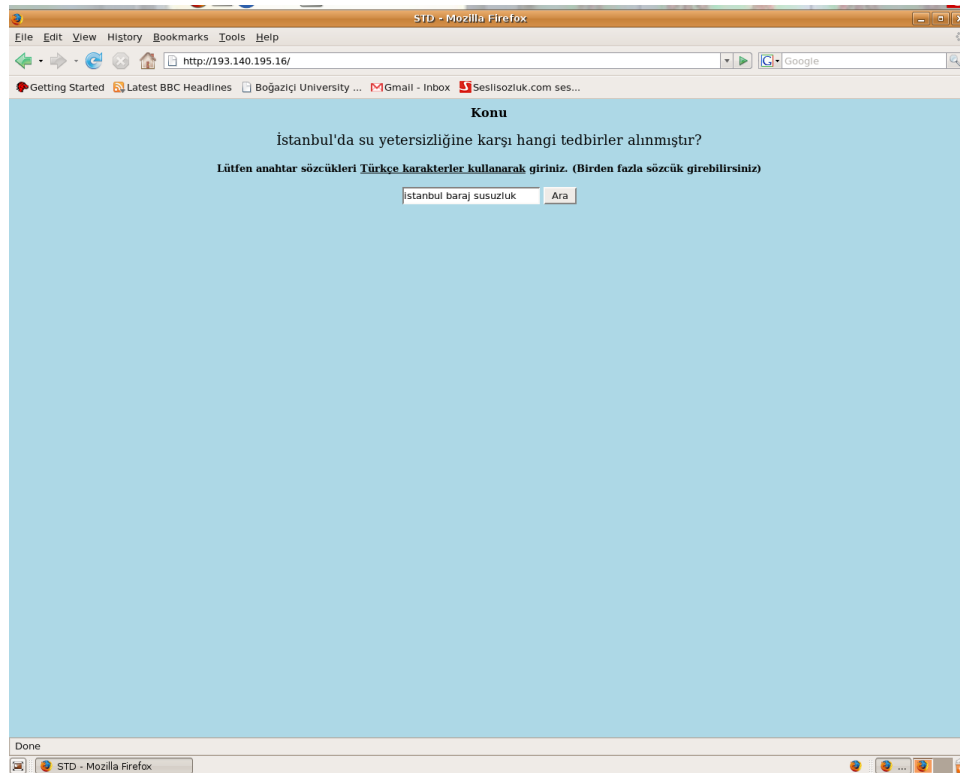 STD - Mozilla Firefox
File Edit View History Bookmarks Tools Help
http://193.140.195.16/
Google
Getting Started Latest BBC Headlines Boğaziçi University ... Gmail - Inbox Seslisozluk.com ses...
Konu
İstanbul'da su yetersizliğine karşı hangi tedbirler alınmıştır?
Lütfen anahtar sözcükleri Türkçe karakterler kullanarak giriniz. (Birden fazla sözcük girebilirsiniz)
istanbul baraj susuzluk Ara
Done
STD - Mozilla Firefox
...